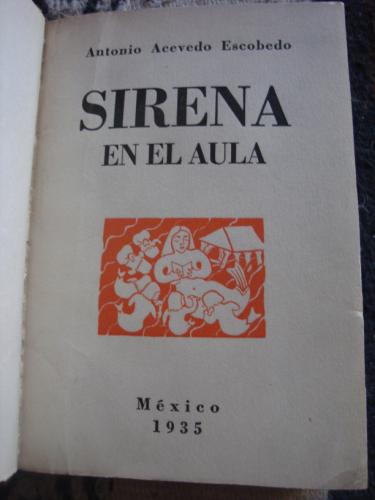 Antonio Acevedo Escobedo
SIRENA
EN EL AULA
México
1935